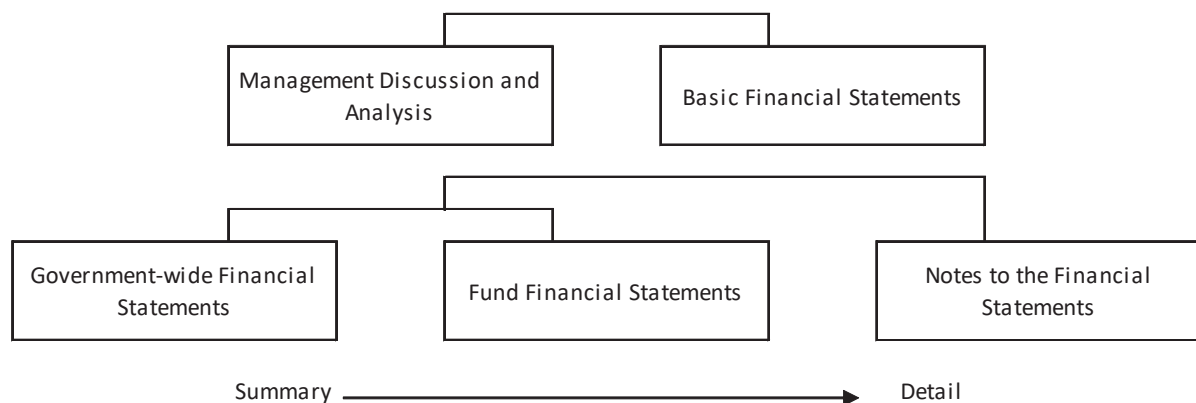 Management Discussion and
Analysis
Basic Financial Statements
Government-wide Financial
Statements
Fund Financial Statements
Notes to the Financial
Statements
Summary
Detail